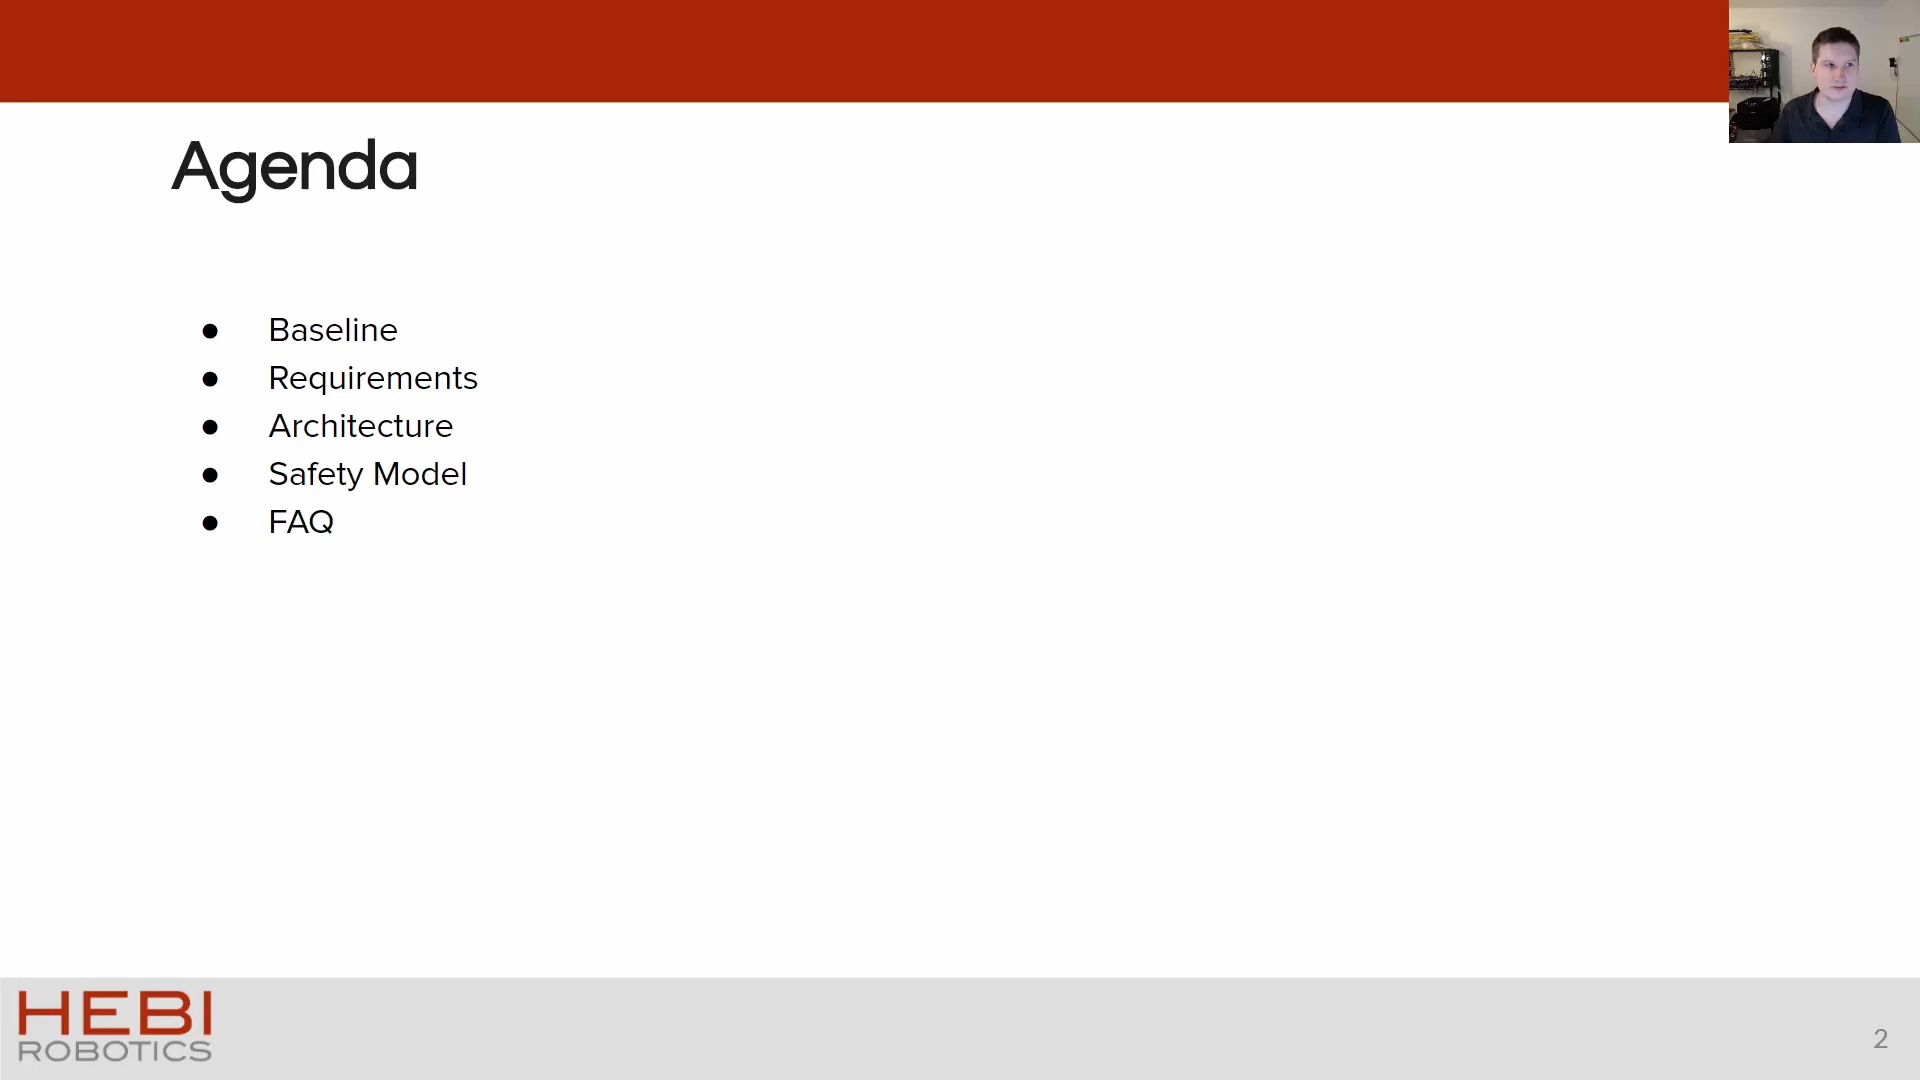 Agenda
● Baseline
● Requirements
● Architecture
● Safety Model
● FAQ
HEBI
ROBOTICS
2